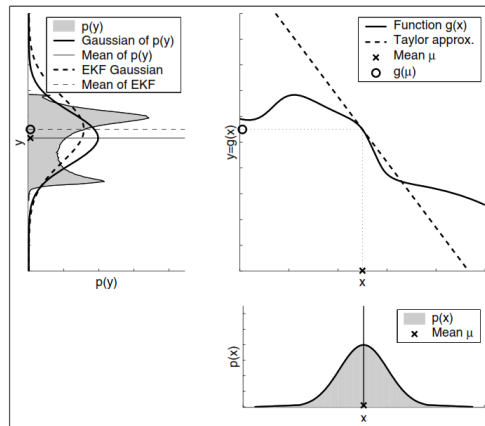 p(y)
Gaussian of p(y)
Mean of p(y)
EKF Gaussian
Mean of EKF
y
p(y)
Function g(x)
Taylor approx.
Mean μ
g(μ)
y=g(x)
x
p(x)
Mean μ
p(x)
x